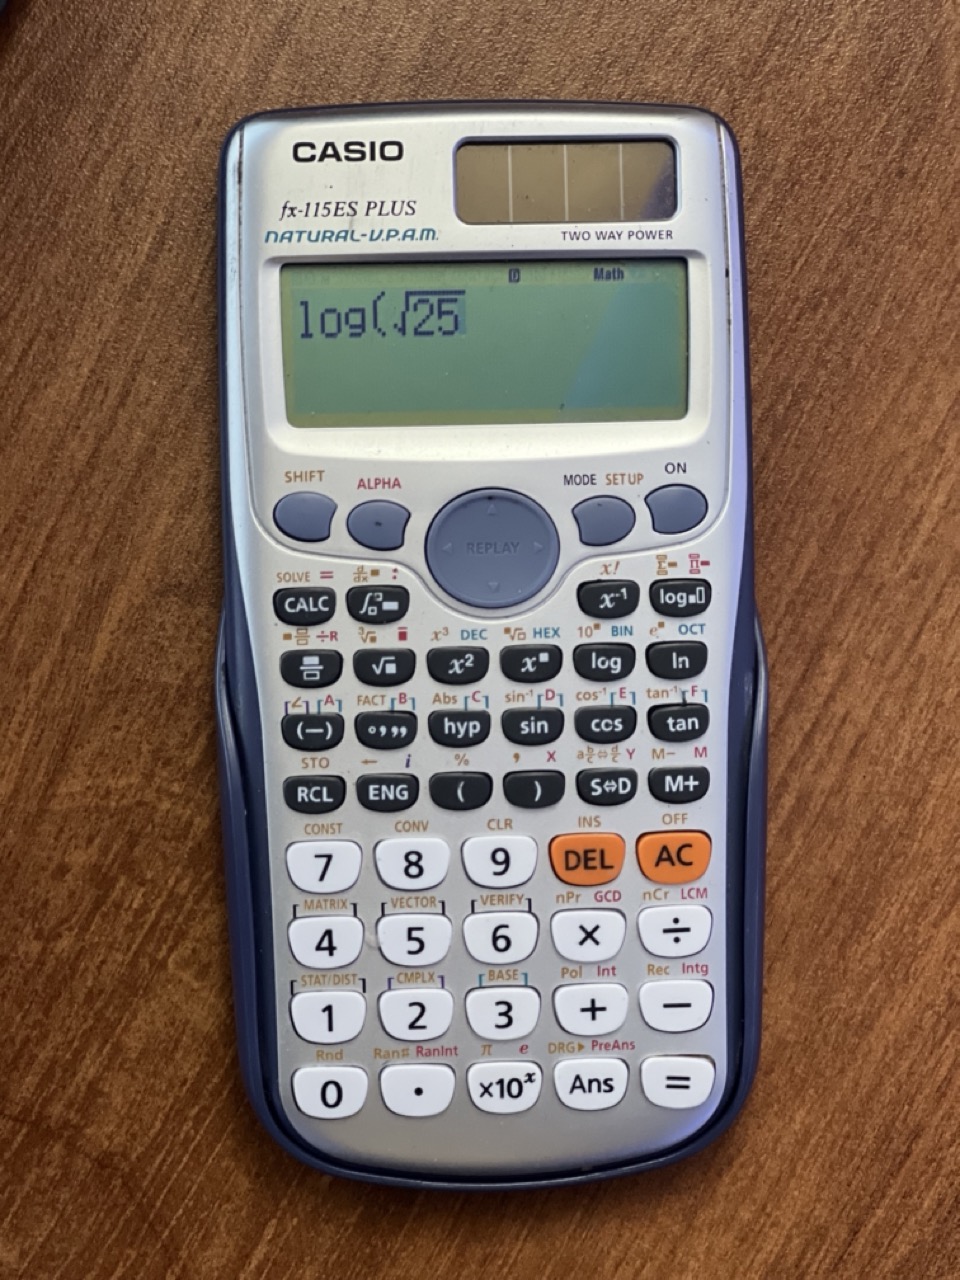 CASIO
fx-115ES PLUS
NATURAL-V.P.A.M.
TWO WAY POWER
D Math
log(√25
SHIFT ALPHA MODE SETUP ON
REPLAY
SOLVE = d/dx■ : x! Σ■ Π■
CALC ∫■ x⁻¹ log■□
■■/■ ÷R ³√■ x³ DEC ■√□ HEX 10■ BIN e■ OCT
√■ x² x■ log ln
∠ A FACT B Abs C sin⁻¹ D cos⁻¹ E tan⁻¹ F
(−) °,,, hyp sin cos tan
STO ← i % , X a b/c⇔d/c Y M− M
RCL ENG ( ) S⇔D M+
CONST CONV CLR INS OFF
7 8 9 DEL AC
MATRIX VECTOR VERIFY nPr GCD nCr LCM
4 5 6 × ÷
STAT/DIST CMPLX BASE Pol Int Rec Intg
1 2 3 + −
Rnd Ran# RanInt π e DRG▶ PreAns
0 . ×10ˣ Ans =